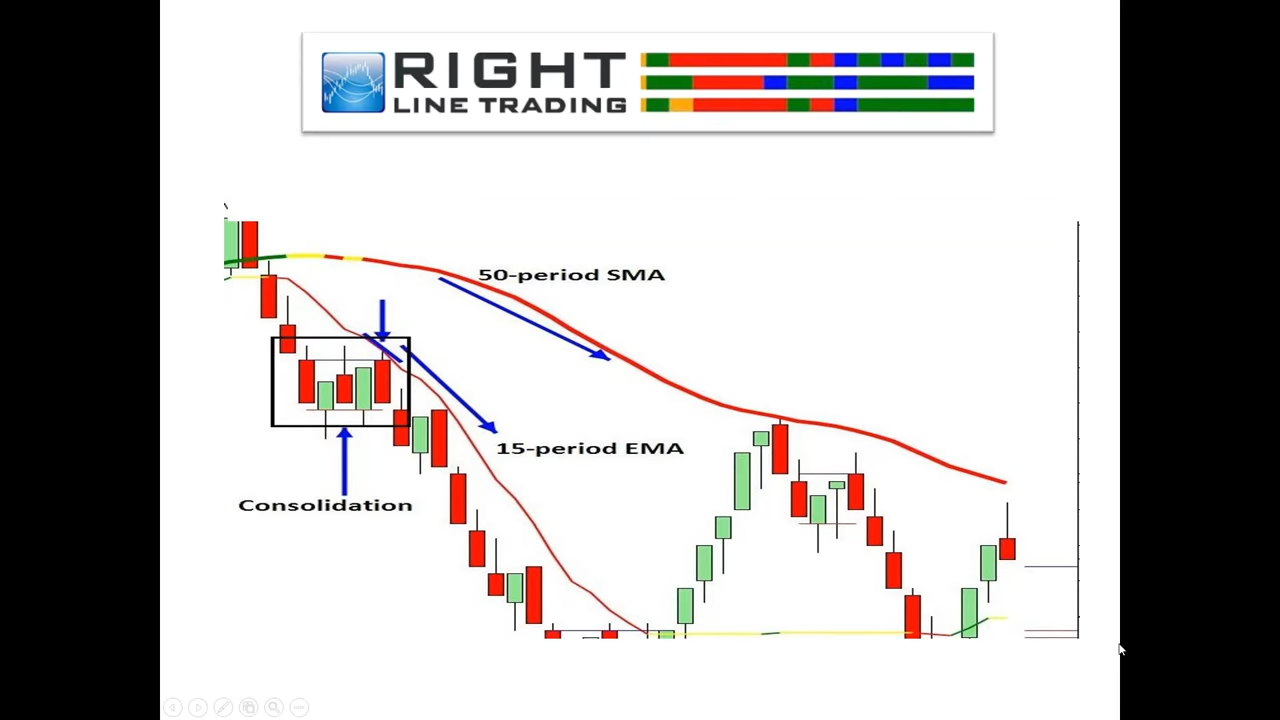 RIGHT
LINE TRADING
50-period SMA
15-period EMA
Consolidation